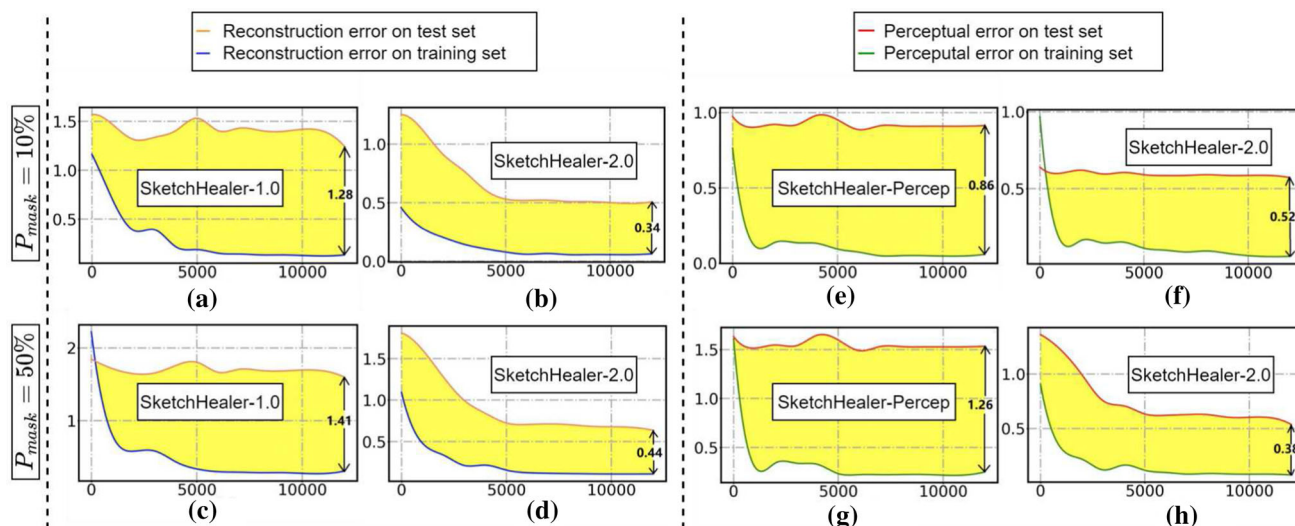 Reconstruction error on test set
Reconstruction error on training set
Perceptual error on test set
Perceputal error on training set
P_mask = 10%
1.5
1.0
0.5
0
5000
10000
SketchHealer-1.0
1.28
(a)
1.0
0.5
0.0
0
5000
10000
SketchHealer-2.0
0.34
(b)
1.0
0.5
0.0
0
5000
10000
SketchHealer-Percep
0.86
(e)
1.0
0.5
0
5000
10000
SketchHealer-2.0
0.52
(f)
P_mask = 50%
2
1
0
5000
10000
SketchHealer-1.0
1.41
(c)
1.5
1.0
0.5
0
5000
10000
SketchHealer-2.0
0.44
(d)
1.5
1.0
0.5
0
5000
10000
SketchHealer-Percep
1.26
(g)
1.0
0.5
0
5000
10000
SketchHealer-2.0
0.38
(h)